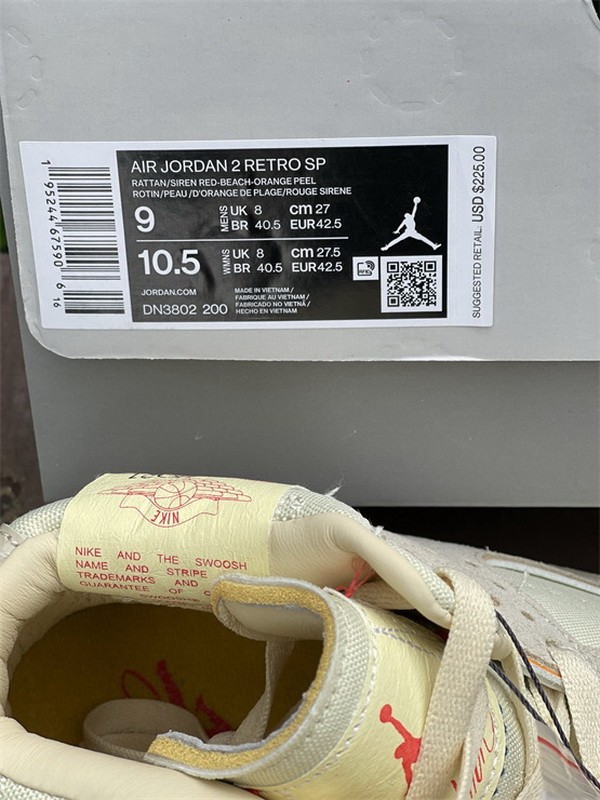 AIR JORDAN 2 RETRO SP
RATTAN/SIREN RED-BEACH-ORANGE PEEL
ROTIN/PEAU /D'ORANGE DE PLAGE/ROUGE SIRENE
9 MENS UK 8 cm 27
BR 40.5 EUR 42.5
10.5 WMNS UK 8 cm 27.5
BR 40.5 EUR 42.5
JORDAN.COM
DN3802 200
MADE IN VIETNAM /
FABRIQUE AU VIETNAM /
FABRICADO NO VIETNÃ /
HECHO EN VIETNAM
1 95244 67590 6 16
SUGGESTED RETAIL: USD $225.00
NIKE
NIKE AND THE SWOOSH
NAME AND STRIPE
TRADEMARKS AND
GUARANTEE OF
SWOOSH